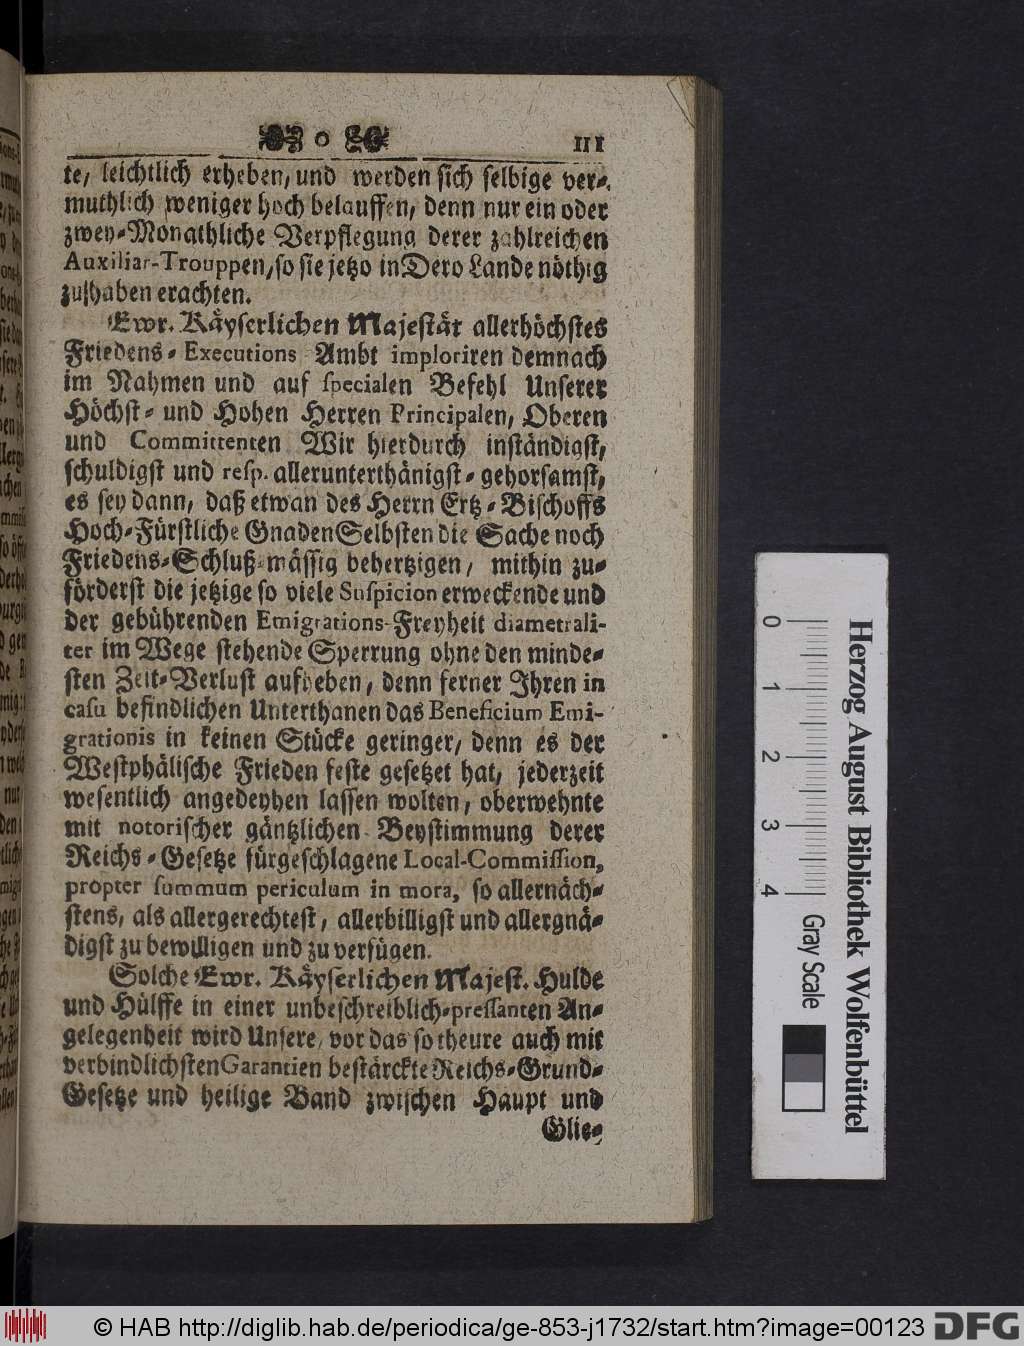 111
te, leichtlich erheben, und werden sich selbige ver-
muthlich weniger hoch belauffen, denn nur ein oder
zwey-Monathliche Verpflegung derer zahlreichen
Auxiliar-Trouppen, so sie jetzo in Dero Lande nöthig
zu haben erachten.
Ewr. Käyserlichen Majestät allerhöchstes
Friedens-Executions Ambt imploriren demnach
im Nahmen und auf specialen Befehl Unserer
Höchst- und Hohen Herren Principalen, Oberen
und Committenten Wir hierdurch inständigst,
schuldigst und resp. allerunterthänigst-gehorsamst,
es sey dann, daß etwan des Herrn Ertz-Bischoffs
Hoch-Fürstliche Gnaden Selbsten die Sache noch
Friedens-Schluß-mässig behertzigen, mithin zu-
förderst die jetzige so viele Suspicion erweckende und
der gebührenden Emigrations-Freyheit diametrali-
ter im Wege stehende Sperrung ohne den minde-
sten Zeit-Verlust aufheben, denn ferner Ihren in
casu befindlichen Unterthanen das Beneficium Emi-
grationis in keinen Stücke geringer, denn es der
Westphälische Frieden feste gesetzet hat, jederzeit
wesentlich angedeyhen lassen wolten, oberwehnte
mit notorischer gäntzlichen Beystimmung derer
Reichs-Gesetze fürgeschlagene Local-Commission,
propter summum periculum in mora, so allernäch-
stens, als allergerechtest, allerbilligst und allergnä-
digst zu bewilligen und zu verfügen.
Solche Ewr. Käyserlichen Majest. Hulde
und Hülffe in einer unbeschreiblich-pressanten An-
gelegenheit wird Unsere, vor das so theure auch mit
verbindlichsten Garantien bestärckte Reichs-Grund-
Gesetze und heilige Band zwischen Haupt und
Glie-
0 1 2 3 4
Gray Scale
Herzog August Bibliothek Wolfenbüttel
© HAB http://diglib.hab.de/periodica/ge-853-j1732/start.htm?image=00123
DFG